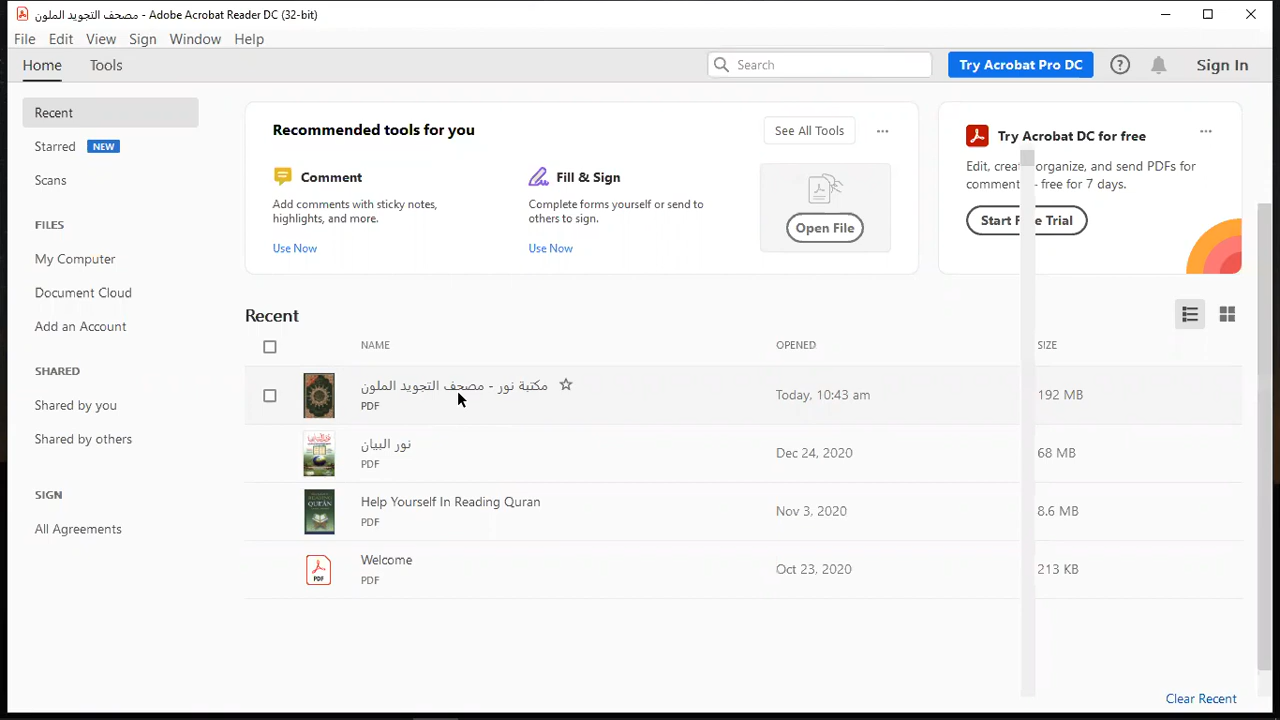 مصحف التجويد الملون - Adobe Acrobat Reader DC (32-bit)
File Edit View Sign Window Help
Home Tools Search Try Acrobat Pro DC ? Sign In
Recent
Starred NEW
Scans
FILES
My Computer
Document Cloud
Add an Account
SHARED
Shared by you
Shared by others
SIGN
All Agreements
Recommended tools for you See All Tools
Comment
Add comments with sticky notes,
highlights, and more.
Use Now
Fill & Sign
Complete forms yourself or send to
others to sign.
Use Now
Open File
Try Acrobat DC for free
Edit, create organize, and send PDFs for
comment - free for 7 days.
Start Free Trial
Recent
NAME OPENED SIZE
مكتبة نور - مصحف التجويد الملون
PDF
Today, 10:43 am 192 MB
نور البيان
PDF
Dec 24, 2020 68 MB
Help Yourself In Reading Quran
PDF
Nov 3, 2020 8.6 MB
Welcome
PDF
Oct 23, 2020 213 KB
Clear Recent